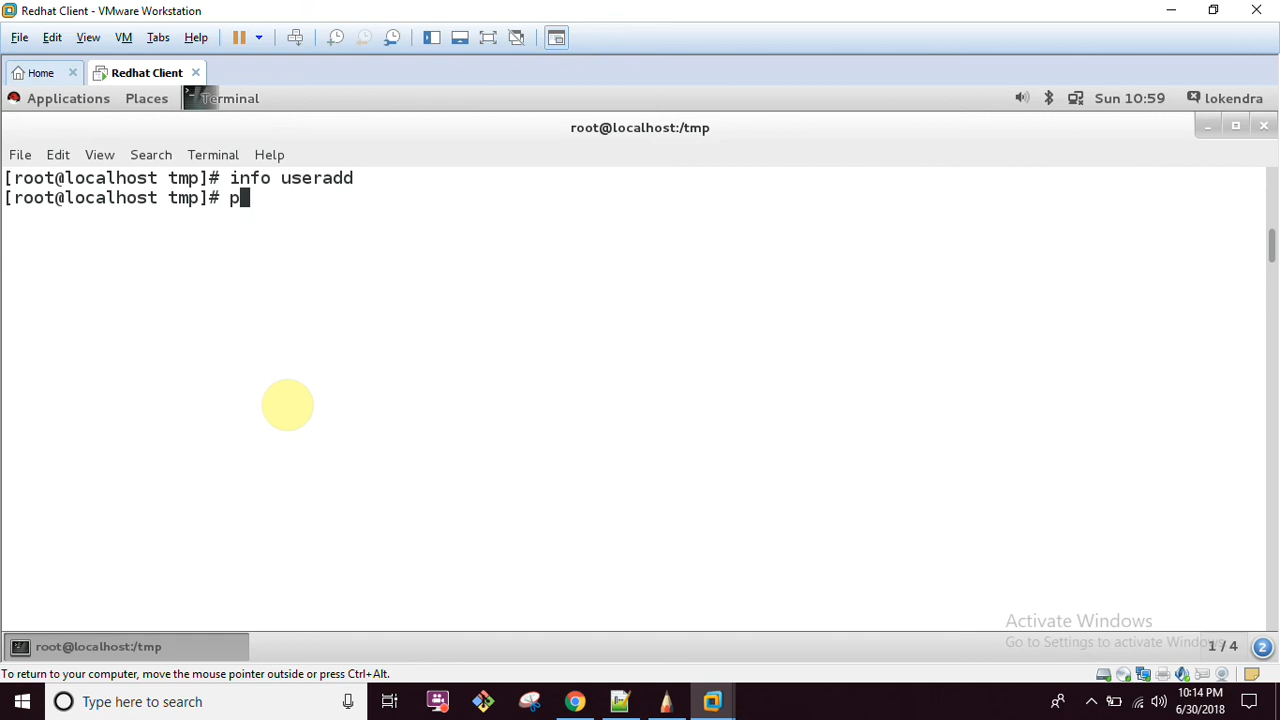 Redhat Client - VMware Workstation
File Edit View VM Tabs Help
Home Redhat Client
Applications Places Terminal Sun 10:59 lokendra
root@localhost:/tmp
File Edit View Search Terminal Help
[root@localhost tmp]# info useradd
[root@localhost tmp]# p
Activate Windows
Go to Settings to activate Windows.
root@localhost:/tmp 1 / 4 2
To return to your computer, move the mouse pointer outside or press Ctrl+Alt.
Type here to search
10:14 PM
6/30/2018